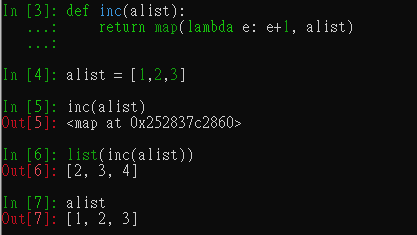 In [3]: def inc(alist):
   ...:     return map(lambda e: e+1, alist)
   ...:
In [4]: alist = [1,2,3]
In [5]: inc(alist)
Out[5]: <map at 0x252837c2860>
In [6]: list(inc(alist))
Out[6]: [2, 3, 4]
In [7]: alist
Out[7]: [1, 2, 3]